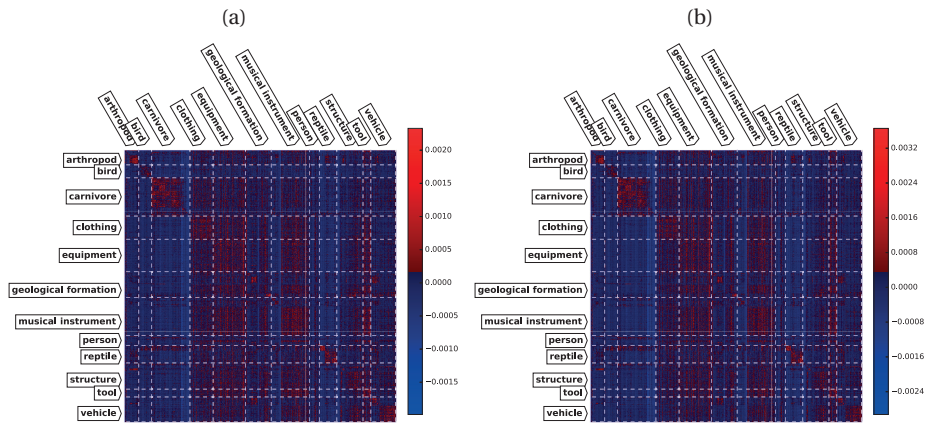 (a)
arthropod
bird
carnivore
clothing
equipment
geological formation
musical instrument
person
reptile
structure
tool
vehicle
arthropod
bird
carnivore
clothing
equipment
geological formation
musical instrument
person
reptile
structure
tool
vehicle
0.0020
0.0015
0.0010
0.0005
0.0000
−0.0005
−0.0010
−0.0015
(b)
arthropod
bird
carnivore
clothing
equipment
geological formation
musical instrument
person
reptile
structure
tool
vehicle
arthropod
bird
carnivore
clothing
equipment
geological formation
musical instrument
person
reptile
structure
tool
vehicle
0.0032
0.0024
0.0016
0.0008
0.0000
−0.0008
−0.0016
−0.0024